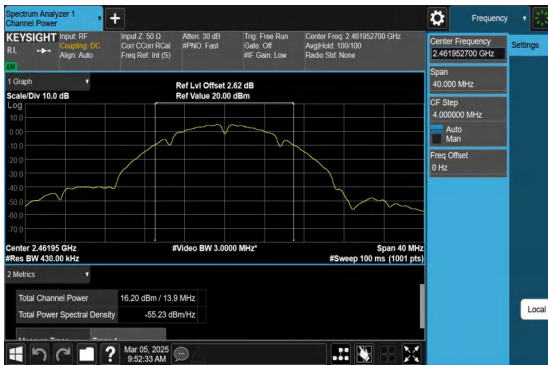 Spectrum Analyzer 1
Channel Power
Frequency
KEYSIGHT
RL
Input: RF
Coupling: DC
Align: Auto
Input Z: 50 Ω
Corr CCorr RCal
Freq Ref: Int (S)
Atten: 30 dB
#PNO: Fast
Trig: Free Run
Gate: Off
#IF Gain: Low
Center Freq: 2.461952700 GHz
Avg|Hold: 100/100
Radio Std: None
Center Frequency
2.461952700 GHz
Settings
Span
40.000 MHz
CF Step
4.000000 MHz
Auto
Man
Freq Offset
0 Hz
1 Graph
Scale/Div 10.0 dB
Ref Lvl Offset 2.62 dB
Ref Value 20.00 dBm
Log
10.0
0.00
-10.0
-20.0
-30.0
-40.0
-50.0
-60.0
-70.0
Center 2.46195 GHz
#Res BW 430.00 kHz
#Video BW 3.0000 MHz*
Span 40 MHz
#Sweep 100 ms (1001 pts)
2 Metrics
Total Channel Power 16.20 dBm / 13.9 MHz
Total Power Spectral Density -55.23 dBm/Hz
Local
Mar 05, 2025
9:52:33 AM